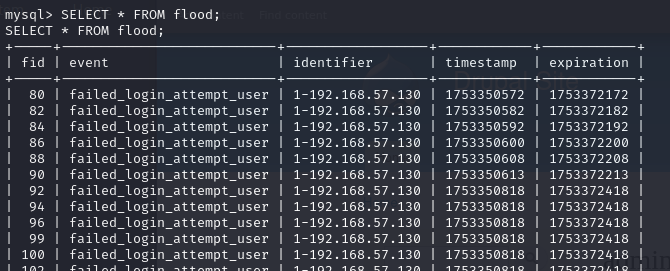 mysql> SELECT * FROM flood;
SELECT * FROM flood;
+-----+---------------------------+------------------+------------+------------+
| fid | event | identifier | timestamp | expiration |
+-----+---------------------------+------------------+------------+------------+
| 80 | failed_login_attempt_user | 1-192.168.57.130 | 1753350572 | 1753372172 |
| 82 | failed_login_attempt_user | 1-192.168.57.130 | 1753350582 | 1753372182 |
| 84 | failed_login_attempt_user | 1-192.168.57.130 | 1753350592 | 1753372192 |
| 86 | failed_login_attempt_user | 1-192.168.57.130 | 1753350600 | 1753372200 |
| 88 | failed_login_attempt_user | 1-192.168.57.130 | 1753350608 | 1753372208 |
| 90 | failed_login_attempt_user | 1-192.168.57.130 | 1753350613 | 1753372213 |
| 92 | failed_login_attempt_user | 1-192.168.57.130 | 1753350818 | 1753372418 |
| 94 | failed_login_attempt_user | 1-192.168.57.130 | 1753350818 | 1753372418 |
| 96 | failed_login_attempt_user | 1-192.168.57.130 | 1753350818 | 1753372418 |
| 99 | failed_login_attempt_user | 1-192.168.57.130 | 1753350818 | 1753372418 |
| 100 | failed_login_attempt_user | 1-192.168.57.130 | 1753350818 | 1753372418 |